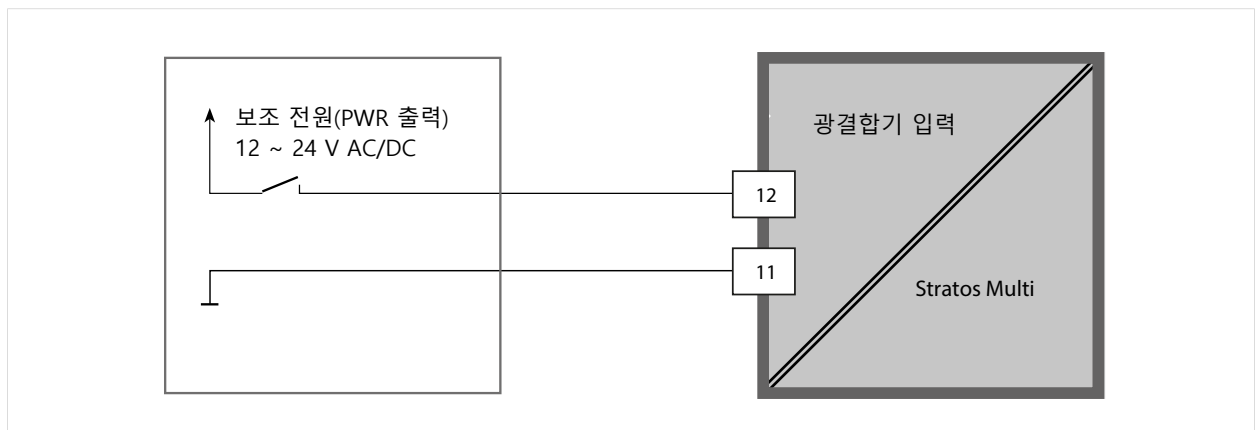 보조 전원(PWR 출력)
12 ~ 24 V AC/DC
광결합기 입력
12
11
Stratos Multi